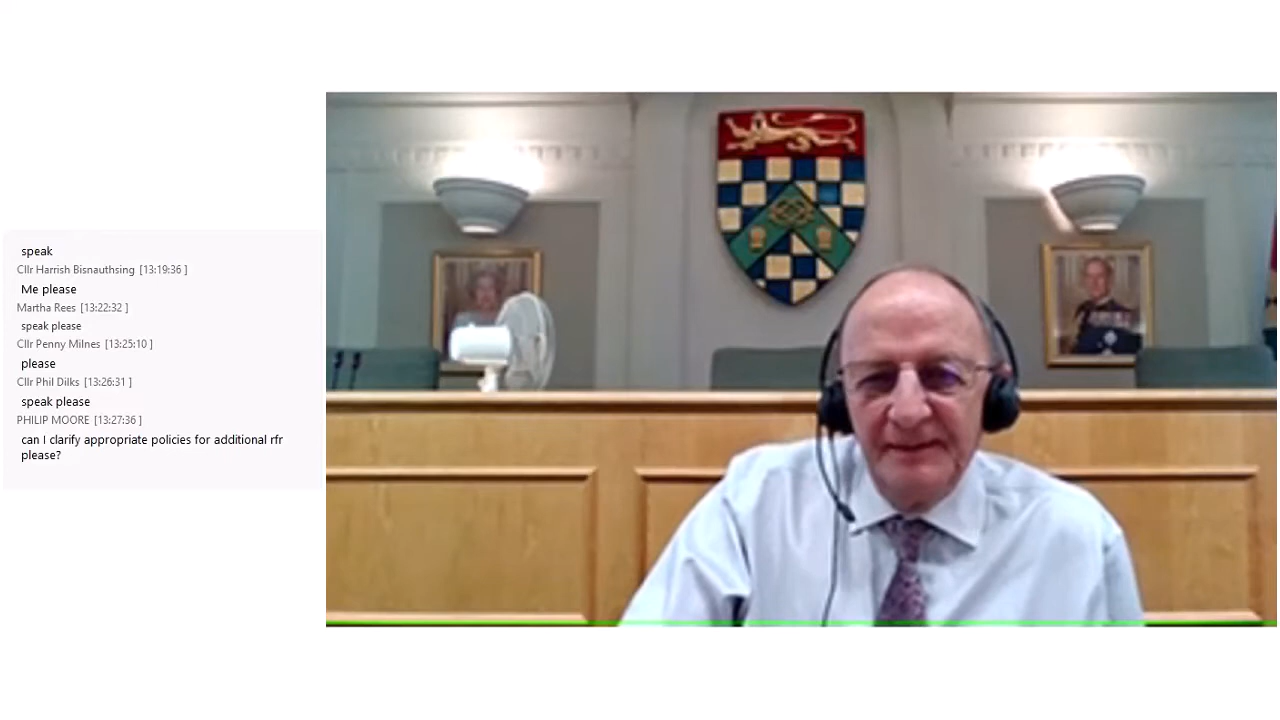 speak
Cllr Harrish Bisnauthsing [13:19:36 ]
Me please
Martha Rees [13:22:32 ]
speak please
Cllr Penny Milnes [13:25:10 ]
please
Cllr Phil Dilks [13:26:31 ]
speak please
PHILIP MOORE [13:27:36 ]
can I clarify appropriate policies for additional rfr
please?